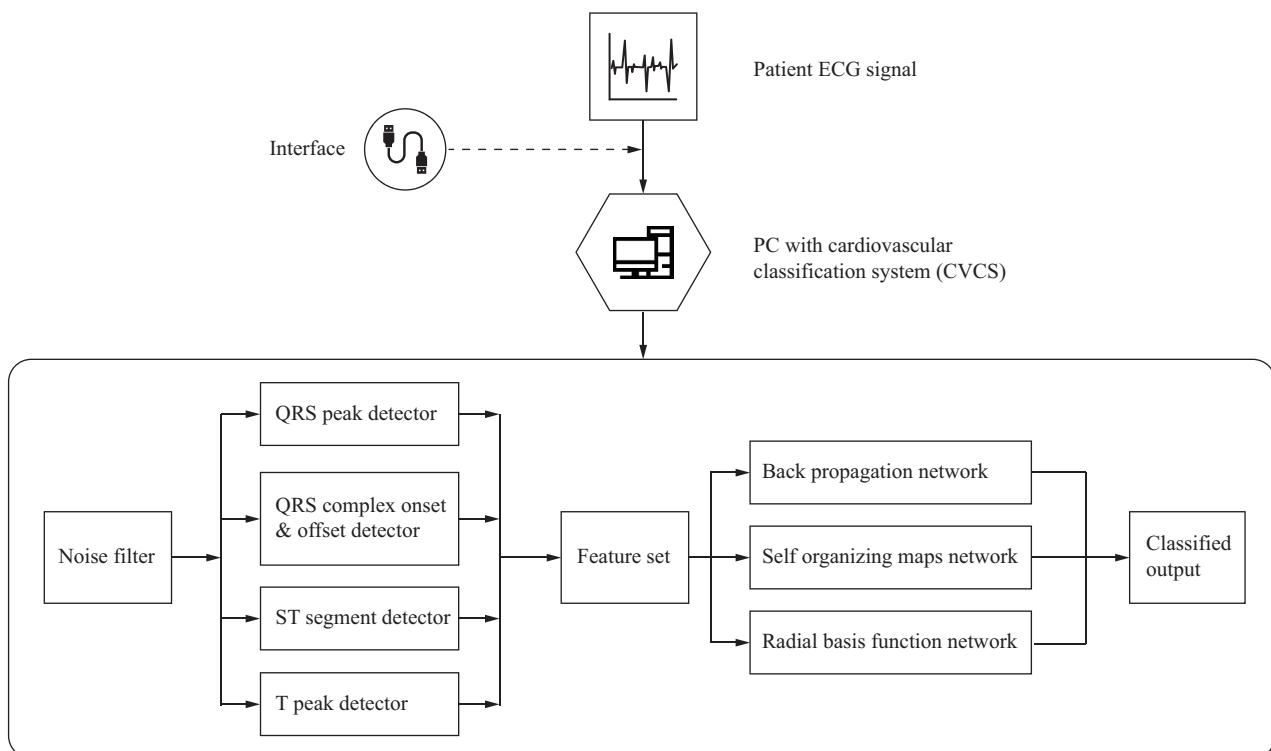 Patient ECG signal
Interface
PC with cardiovascular
classification system (CVCS)
Noise filter
QRS peak detector
QRS complex onset
& offset detector
ST segment detector
T peak detector
Feature set
Back propagation network
Self organizing maps network
Radial basis function network
Classified
output